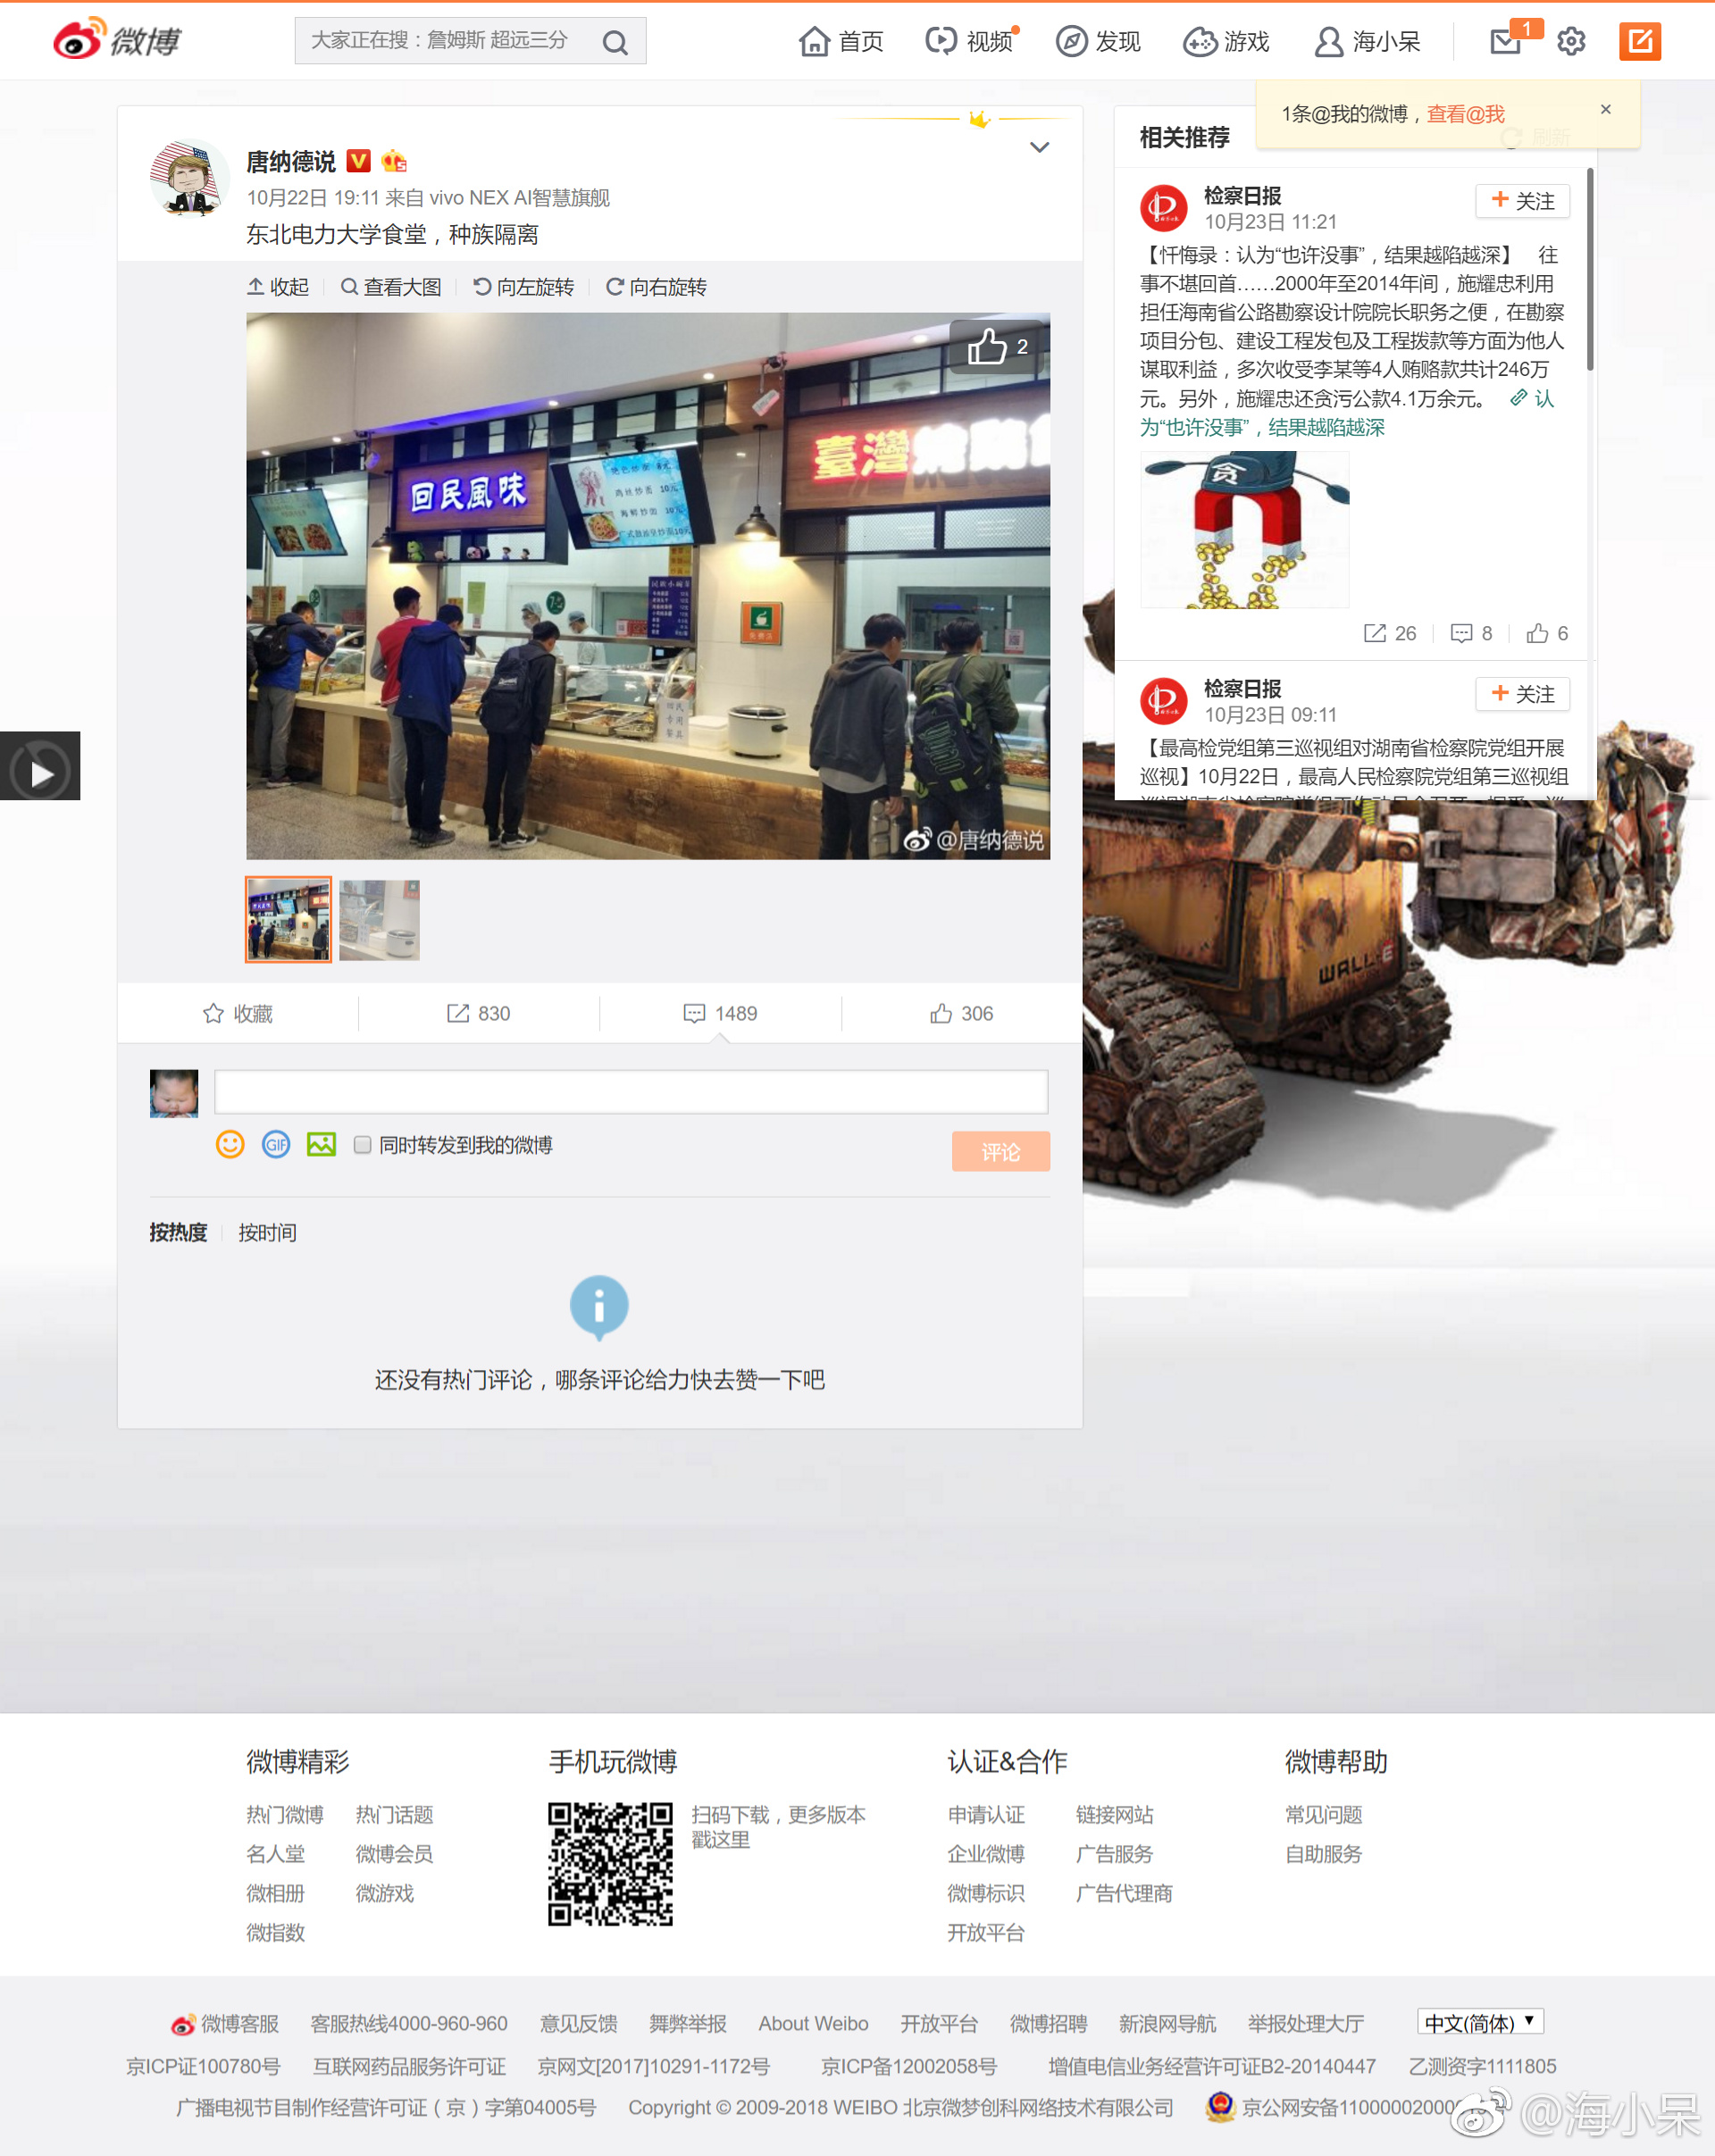 微博
大家正在搜：詹姆斯 超远三分
首页
视频
发现
游戏
海小呆
1
1条@我的微博，查看@我
×
唐纳德说
10月22日 19:11 来自 vivo NEX AI智慧旗舰
东北电力大学食堂，种族隔离
收起
查看大图
向左旋转
向右旋转
2
回民風味
臺灣
免费汤
@唐纳德说
收藏
830
1489
306
GIF
同时转发到我的微博
评论
按热度
按时间
还没有热门评论，哪条评论给力快去赞一下吧
相关推荐
刷新
检察日报
关注
10月23日 11:21
【忏悔录：认为“也许没事”，结果越陷越深】 往
事不堪回首……2000年至2014年间，施耀忠利用
担任海南省公路勘察设计院院长职务之便，在勘察
项目分包、建设工程发包及工程拨款等方面为他人
谋取利益，多次收受李某等4人贿赂款共计246万
元。另外，施耀忠还贪污公款4.1万余元。 认
为“也许没事”，结果越陷越深
贪
26
8
6
检察日报
关注
10月23日 09:11
【最高检党组第三巡视组对湖南省检察院党组开展
巡视】10月22日，最高人民检察院党组第三巡视组
WALL-E
微博精彩
热门微博 热门话题
名人堂 微博会员
微相册 微游戏
微指数
手机玩微博
扫码下载，更多版本
戳这里
认证&合作
申请认证 链接网站
企业微博 广告服务
微博标识 广告代理商
开放平台
微博帮助
常见问题
自助服务
微博客服 客服热线4000-960-960 意见反馈 舞弊举报 About Weibo 开放平台 微博招聘 新浪网导航 举报处理大厅 中文(简体)
京ICP证100780号 互联网药品服务许可证 京网文[2017]10291-1172号 京ICP备12002058号 增值电信业务经营许可证B2-20140447 乙测资字1111805
广播电视节目制作经营许可证（京）字第04005号 Copyright © 2009-2018 WEIBO 北京微梦创科网络技术有限公司 京公网安备1100000200
@海小呆